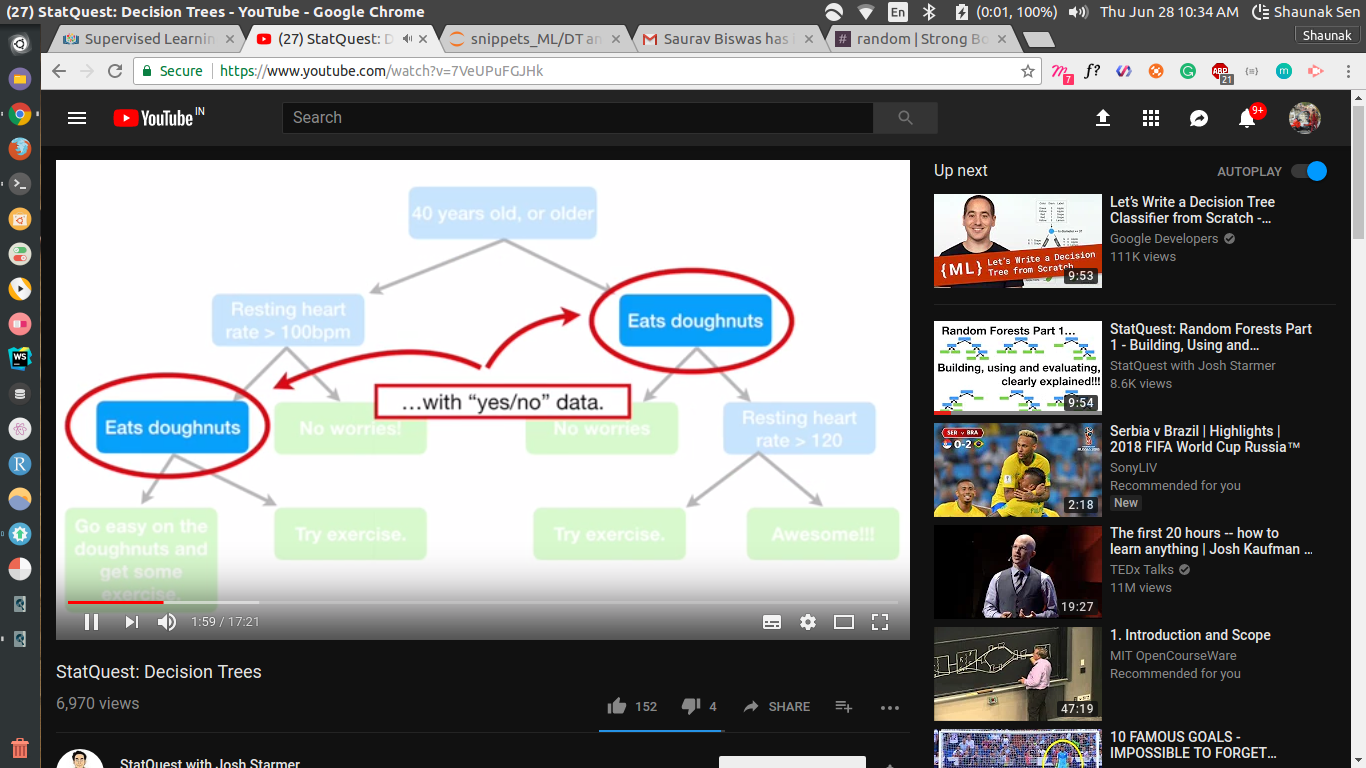 (27) StatQuest: Decision Trees - YouTube - Google Chrome
En
(0:01, 100%)
Thu Jun 28 10:34 AM
Shaunak Sen
Supervised Learnin
(27) StatQuest: D
snippets_ML/DT an
Saurav Biswas has i
random | Strong Bo
Shaunak
Secure
https://www.youtube.com/watch?v=7VeUPuFGJHk
7
f?
ABP
21
m
YouTube IN
Search
9+
40 years old, or older
Resting heart
rate > 100bpm
Eats doughnuts
...with “yes/no” data.
Eats doughnuts
No worries!
No worries
Resting heart
rate > 120
Go easy on the
doughnuts and
get some
exercise.
Try exercise.
Try exercise.
Awesome!!!
1:59 / 17:21
StatQuest: Decision Trees
6,970 views
152
4
SHARE
StatQuest with Josh Starmer
Up next
AUTOPLAY
{ML} Let's Write a Decision
Tree from Scratch
9:53
Let's Write a Decision Tree
Classifier from Scratch -...
Google Developers
111K views
Random Forests Part 1...
Building, using and evaluating,
clearly explained!!!
9:54
StatQuest: Random Forests Part
1 - Building, Using and...
StatQuest with Josh Starmer
8.6K views
SER v BRA
0-2
2:18
Serbia v Brazil | Highlights |
2018 FIFA World Cup Russia™
SonyLIV
Recommended for you
New
19:27
The first 20 hours -- how to
learn anything | Josh Kaufman ...
TEDx Talks
11M views
47:19
1. Introduction and Scope
MIT OpenCourseWare
Recommended for you
10 FAMOUS GOALS -
IMPOSSIBLE TO FORGET...
WS
R